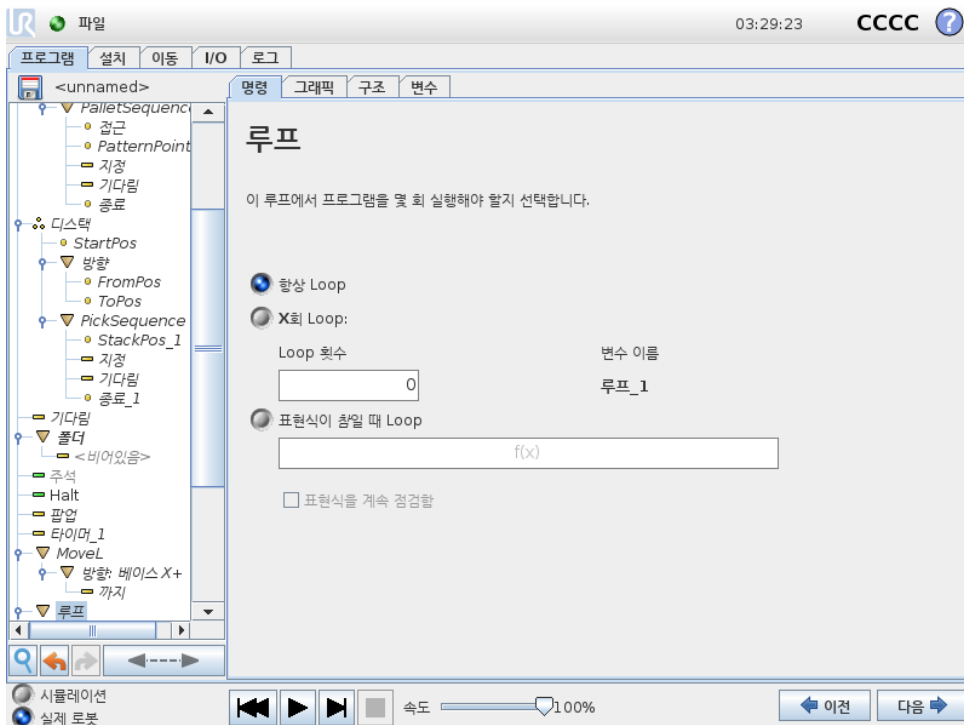 UR 파일 03:29:23 CCCC ?
프로그램 설치 이동 I/O 로그
<unnamed>
PalletSequenc
접근
PatternPoint
지정
기다림
종료
디스택
StartPos
방향
FromPos
ToPos
PickSequence
StackPos_1
지정
기다림
종료_1
기다림
폴더
<비어있음>
주석
Halt
팝업
타이머_1
MoveL
방향: 베이스 X+
까지
루프
명령 그래픽 구조 변수
루프
이 루프에서 프로그램을 몇 회 실행해야 할지 선택합니다.
항상 Loop
X회 Loop:
Loop 횟수 변수 이름
0 루프_1
표현식이 참일 때 Loop
f(x)
표현식을 계속 점검함
시뮬레이션
실제 로봇
속도 100%
이전 다음